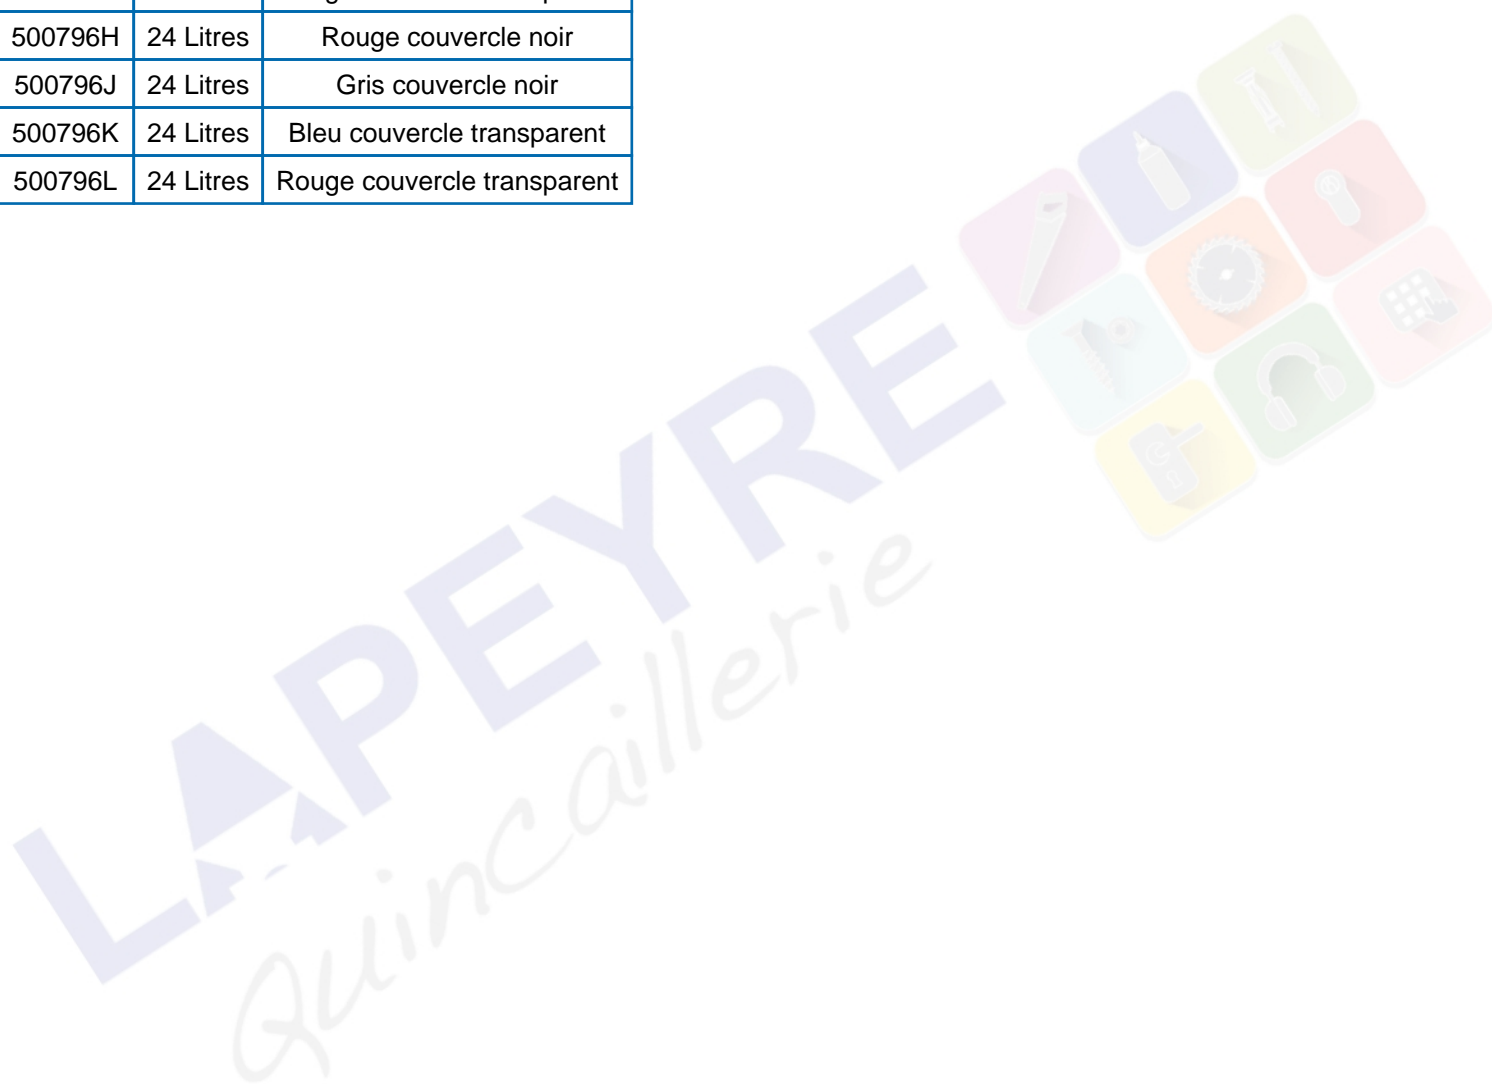 500796H 24 Litres Rouge couvercle noir
500796J 24 Litres Gris couvercle noir
500796K 24 Litres Bleu couvercle transparent
500796L 24 Litres Rouge couvercle transparent
LAPEYRE
Quincaillerie